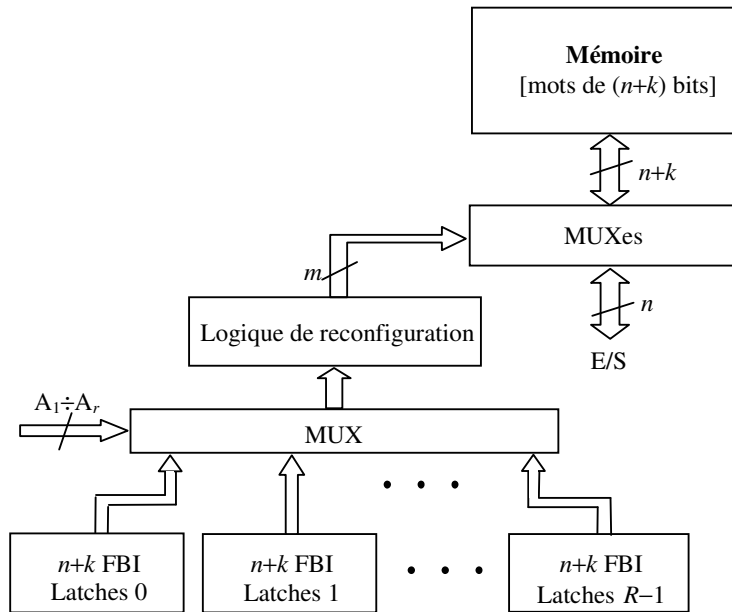 Mémoire
[mots de (n+k) bits]
n+k
MUXes
m
n
Logique de reconfiguration
E/S
A₁÷Aᵣ
MUX
• • •
n+k FBI
Latches 0
n+k FBI
Latches 1
• • •
n+k FBI
Latches R−1